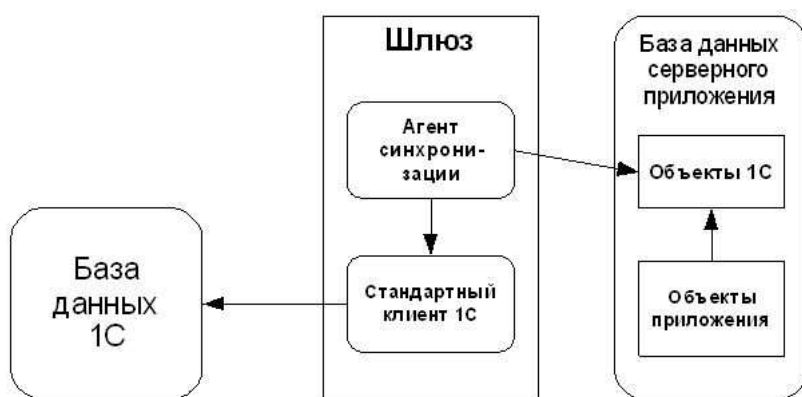 Шлюз
Агент
синхрони-
зации
Стандартный
клиент 1С
База
данных
1С
База данных
серверного
приложения
Объекты 1С
Объекты
приложения